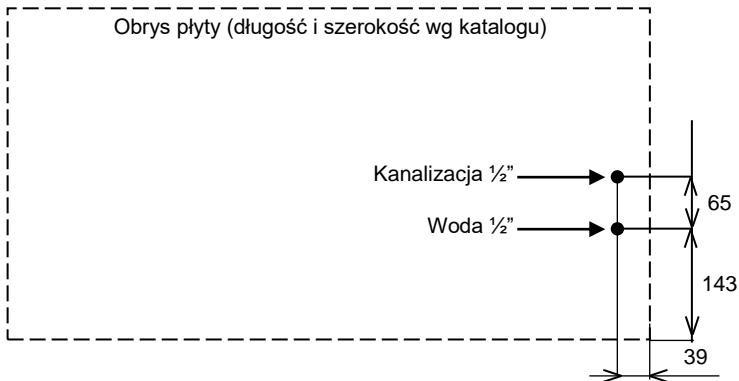 Obrys płyty (długość i szerokość wg katalogu)
Kanalizacja ½”
65
Woda ½”
143
39